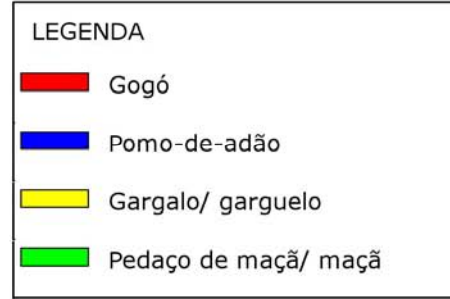 LEGENDA
Gogó
Pomo-de-adão
Gargalo/ garguelo
Pedaço de maçã/ maçã